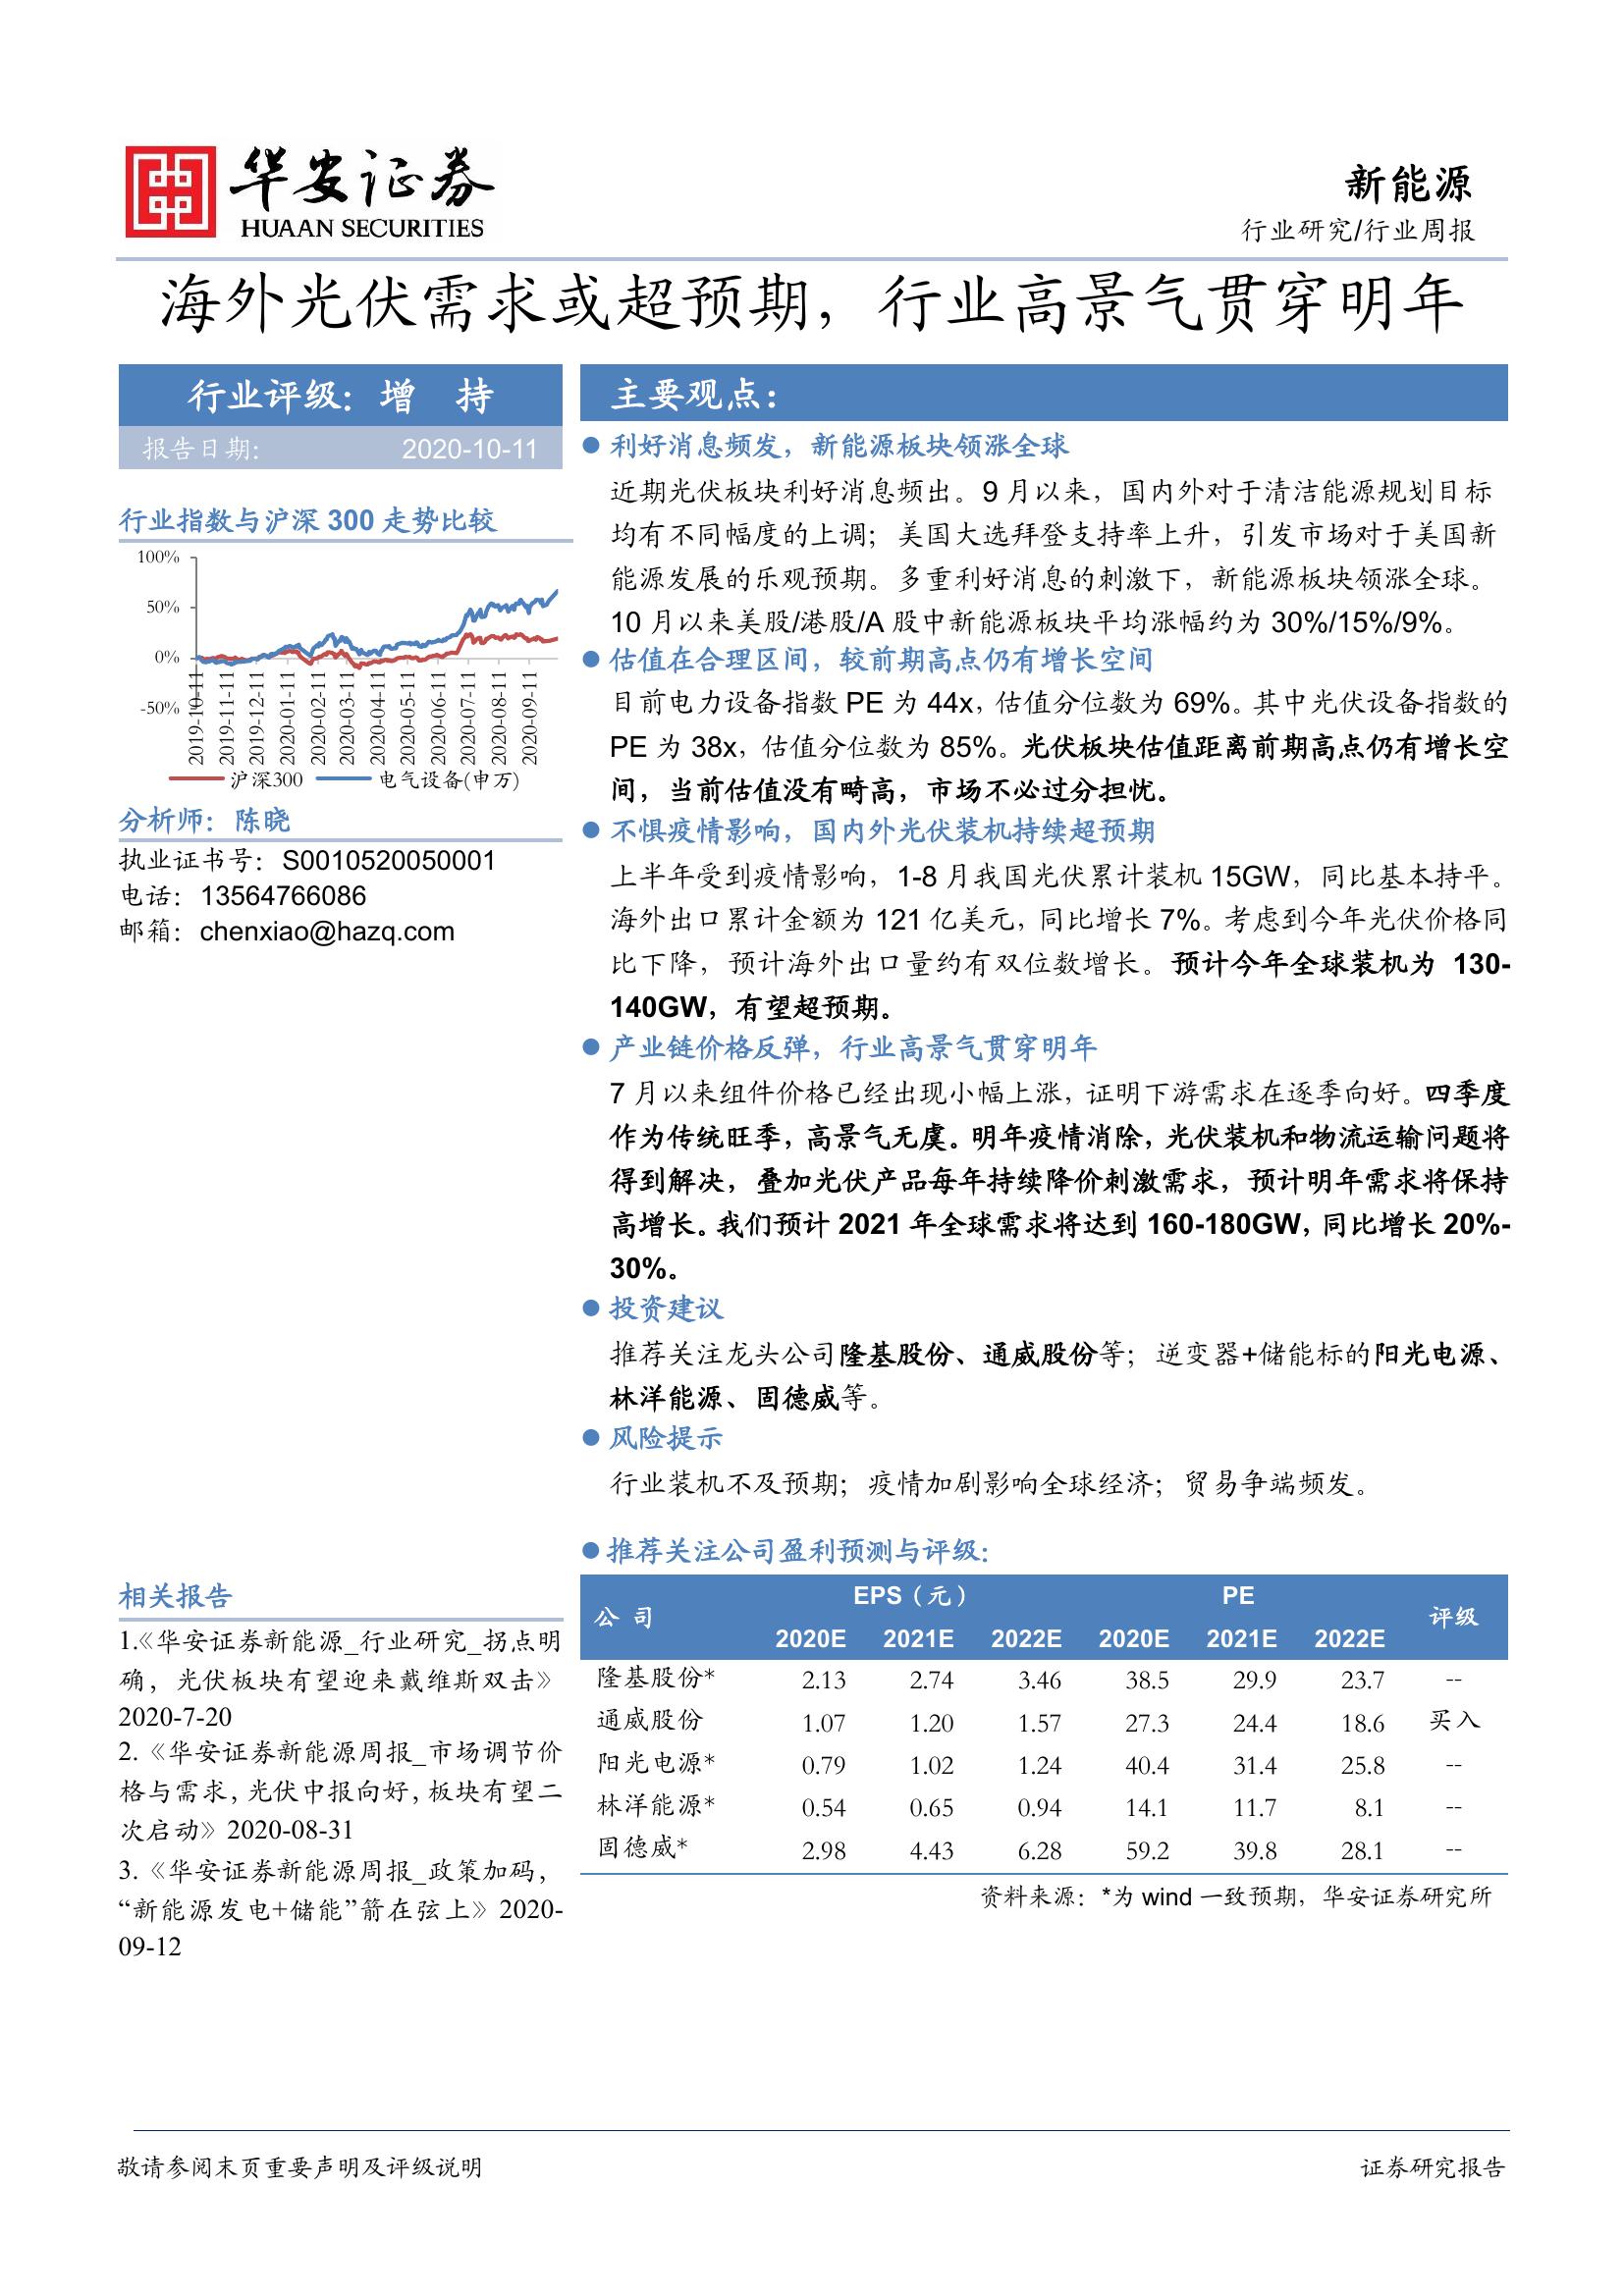 华安证券
HUAAN SECURITIES
新能源
行业研究/行业周报
海外光伏需求或超预期，行业高景气贯穿明年
行业评级：增 持
报告日期： 2020-10-11
行业指数与沪深 300 走势比较
100%
50%
0%
-50%
2019-10-11
2019-11-11
2019-12-11
2020-01-11
2020-02-11
2020-03-11
2020-04-11
2020-05-11
2020-06-11
2020-07-11
2020-08-11
2020-09-11
沪深300 电气设备(申万)
分析师：陈晓
执业证书号：S0010520050001
电话：13564766086
邮箱：chenxiao@hazq.com
相关报告
1.《华安证券新能源_行业研究_拐点明
确，光伏板块有望迎来戴维斯双击》
2020-7-20
2.《华安证券新能源周报_市场调节价
格与需求，光伏中报向好，板块有望二
次启动》2020-08-31
3.《华安证券新能源周报_政策加码，
“新能源发电+储能”箭在弦上》2020-
09-12
主要观点：
● 利好消息频发，新能源板块领涨全球
近期光伏板块利好消息频出。9 月以来，国内外对于清洁能源规划目标
均有不同幅度的上调；美国大选拜登支持率上升，引发市场对于美国新
能源发展的乐观预期。多重利好消息的刺激下，新能源板块领涨全球。
10 月以来美股/港股/A 股中新能源板块平均涨幅约为 30%/15%/9%。
● 估值在合理区间，较前期高点仍有增长空间
目前电力设备指数 PE 为 44x，估值分位数为 69%。其中光伏设备指数的
PE 为 38x，估值分位数为 85%。光伏板块估值距离前期高点仍有增长空
间，当前估值没有畸高，市场不必过分担忧。
● 不惧疫情影响，国内外光伏装机持续超预期
上半年受到疫情影响，1-8 月我国光伏累计装机 15GW，同比基本持平。
海外出口累计金额为 121 亿美元，同比增长 7%。考虑到今年光伏价格同
比下降，预计海外出口量约有双位数增长。预计今年全球装机为 130-
140GW，有望超预期。
● 产业链价格反弹，行业高景气贯穿明年
7 月以来组件价格已经出现小幅上涨，证明下游需求在逐季向好。四季度
作为传统旺季，高景气无虞。明年疫情消除，光伏装机和物流运输问题将
得到解决，叠加光伏产品每年持续降价刺激需求，预计明年需求将保持
高增长。我们预计 2021 年全球需求将达到 160-180GW，同比增长 20%-
30%。
● 投资建议
推荐关注龙头公司隆基股份、通威股份等；逆变器+储能标的阳光电源、
林洋能源、固德威等。
● 风险提示
行业装机不及预期；疫情加剧影响全球经济；贸易争端频发。
● 推荐关注公司盈利预测与评级：
公 司 EPS（元） PE 评级
2020E 2021E 2022E 2020E 2021E 2022E
隆基股份* 2.13 2.74 3.46 38.5 29.9 23.7 --
通威股份 1.07 1.20 1.57 27.3 24.4 18.6 买入
阳光电源* 0.79 1.02 1.24 40.4 31.4 25.8 --
林洋能源* 0.54 0.65 0.94 14.1 11.7 8.1 --
固德威* 2.98 4.43 6.28 59.2 39.8 28.1 --
资料来源：*为 wind 一致预期，华安证券研究所
敬请参阅末页重要声明及评级说明 证券研究报告